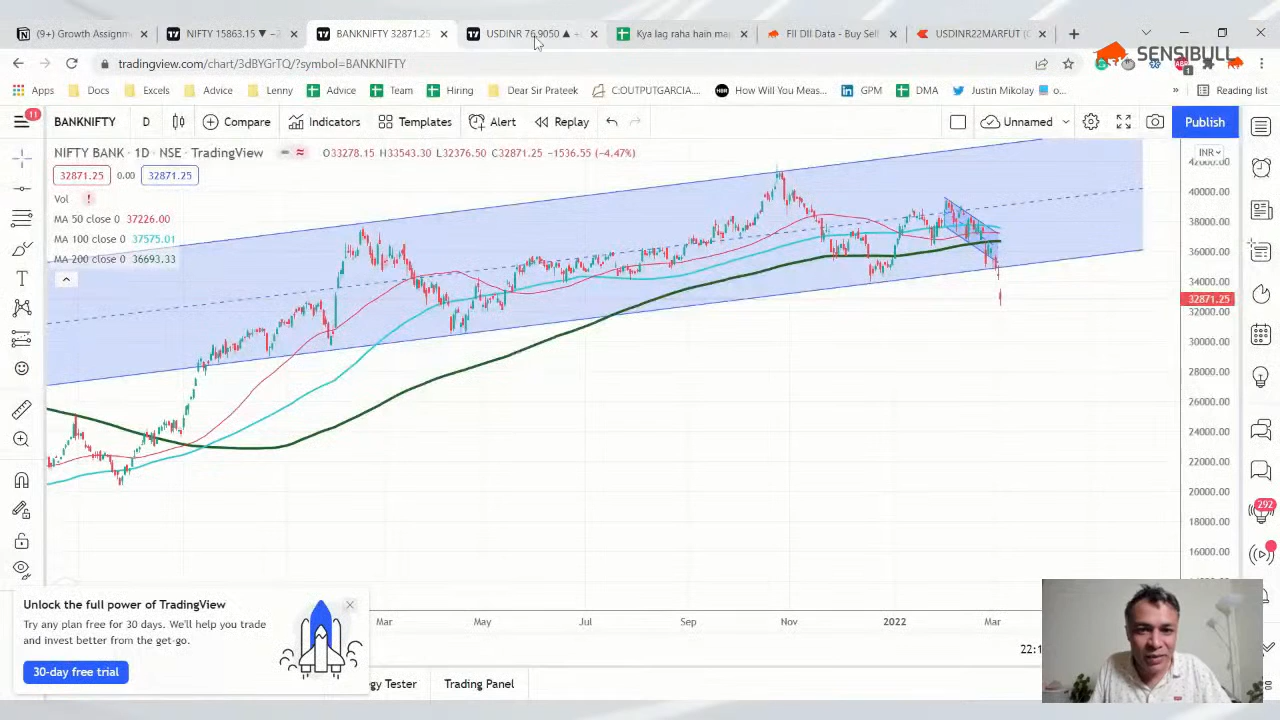 (9+) Growth Assignm
NIFTY 15863.15 ▼ −
BANKNIFTY 32871.25
USDINR 76.9050 ▲
Kya lag raha hain ma
FII DII Data - Buy Sell
USDINR22MARFUT (
SENSIBULL
tradingview.com/chart/3dBYGrTQ/?symbol=BANKNIFTY
Apps
Docs
Excels
Advice
Lenny
Advice
Team
Hiring
Dear Sir Prateek
C:OUTPUTGARCIA....
HBR
How Will You Meas...
GPM
DMA
Justin Mikolay
o...
»
Reading list
11
BANKNIFTY
D
Compare
Indicators
Templates
Alert
Replay
Unnamed
Publish
NIFTY BANK · 1D · NSE · TradingView
O33278.15 H33543.30 L32376.50 C32871.25 −1536.55 (−4.47%)
INR
32871.25
0.00
32871.25
Vol
MA 50 close 0 37226.00
MA 100 close 0 37575.01
MA 200 close 0 36693.33
42000.00
40000.00
38000.00
36000.00
34000.00
32871.25
32000.00
30000.00
28000.00
26000.00
24000.00
22000.00
20000.00
18000.00
16000.00
292
Unlock the full power of TradingView
Try any plan free for 30 days. We'll help you trade
and invest better from the get-go.
30-day free trial
Mar
May
Jul
Sep
Nov
2022
Mar
22:1
gy Tester
Trading Panel